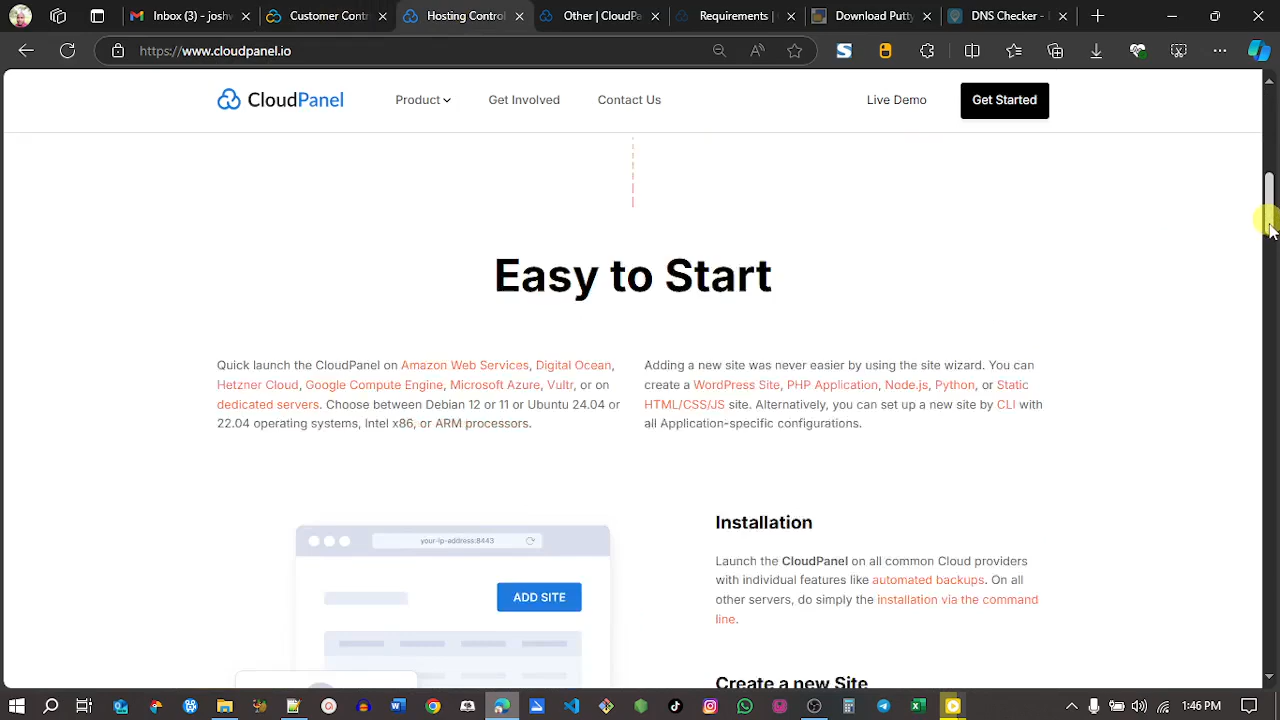 Inbox (21) - joshw
Customer Cont
Hosting Control
Other | CloudPa
Requirements |
Download Putty
DNS Checker -
https://www.cloudpanel.io
CloudPanel
Product
Get Involved
Contact Us
Live Demo
Get Started
Easy to Start
Quick launch the CloudPanel on Amazon Web Services, Digital Ocean,
Hetzner Cloud, Google Compute Engine, Microsoft Azure, Vultr, or on
dedicated servers. Choose between Debian 12 or 11 or Ubuntu 24.04 or
22.04 operating systems, Intel x86, or ARM processors.
Adding a new site was never easier by using the site wizard. You can
create a WordPress Site, PHP Application, Node.js, Python, or Static
HTML/CSS/JS site. Alternatively, you can set up a new site by CLI with
all Application-specific configurations.
your-ip-address:8443
ADD SITE
Installation
Launch the CloudPanel on all common Cloud providers
with individual features like automated backups. On all
other servers, do simply the installation via the command
line.
Create a new Site
1:46 PM